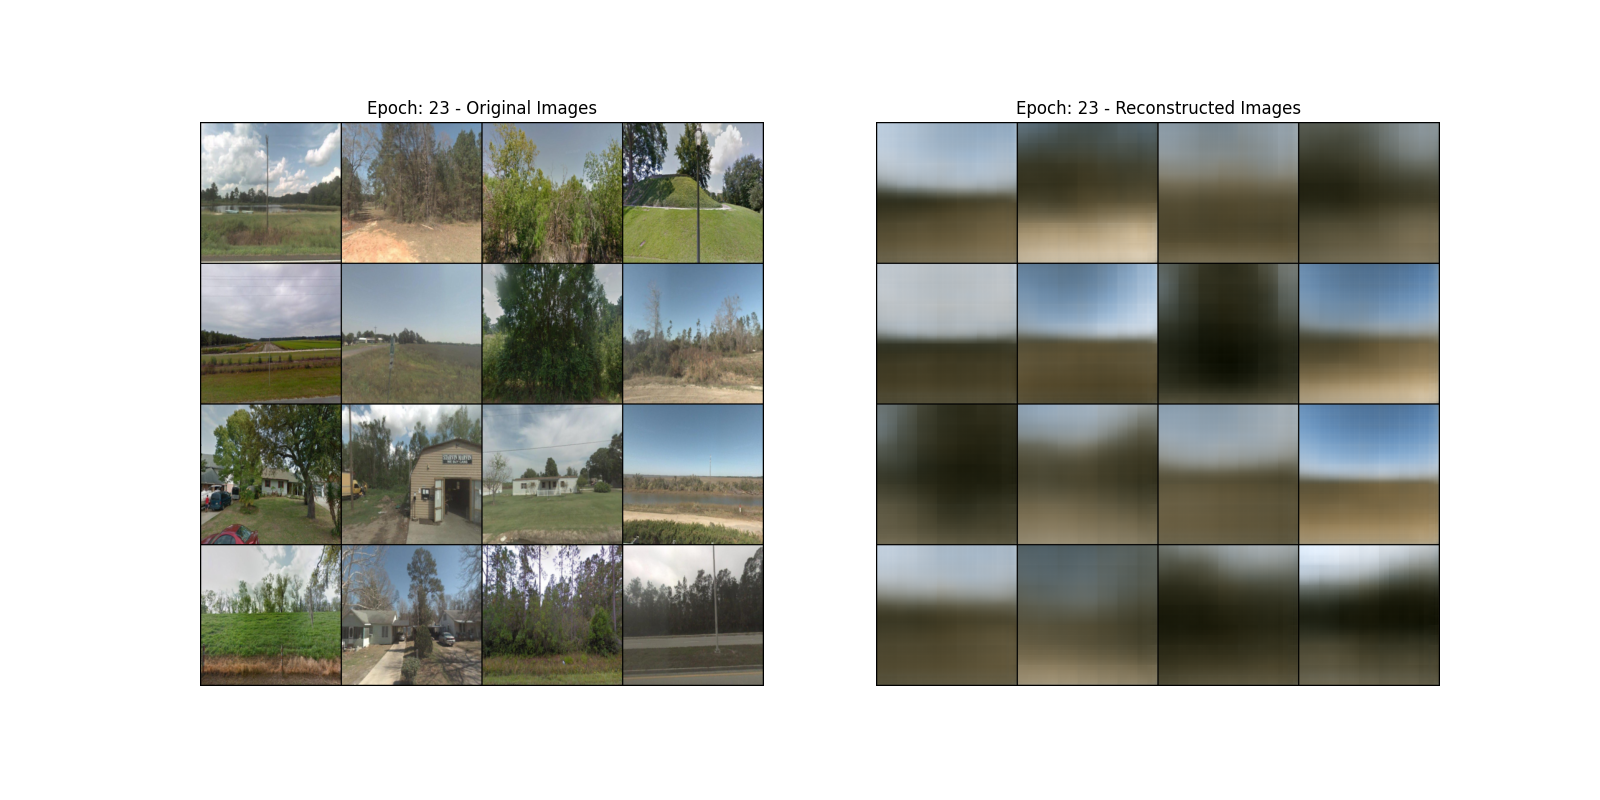 Epoch: 23 - Original Images
Epoch: 23 - Reconstructed Images